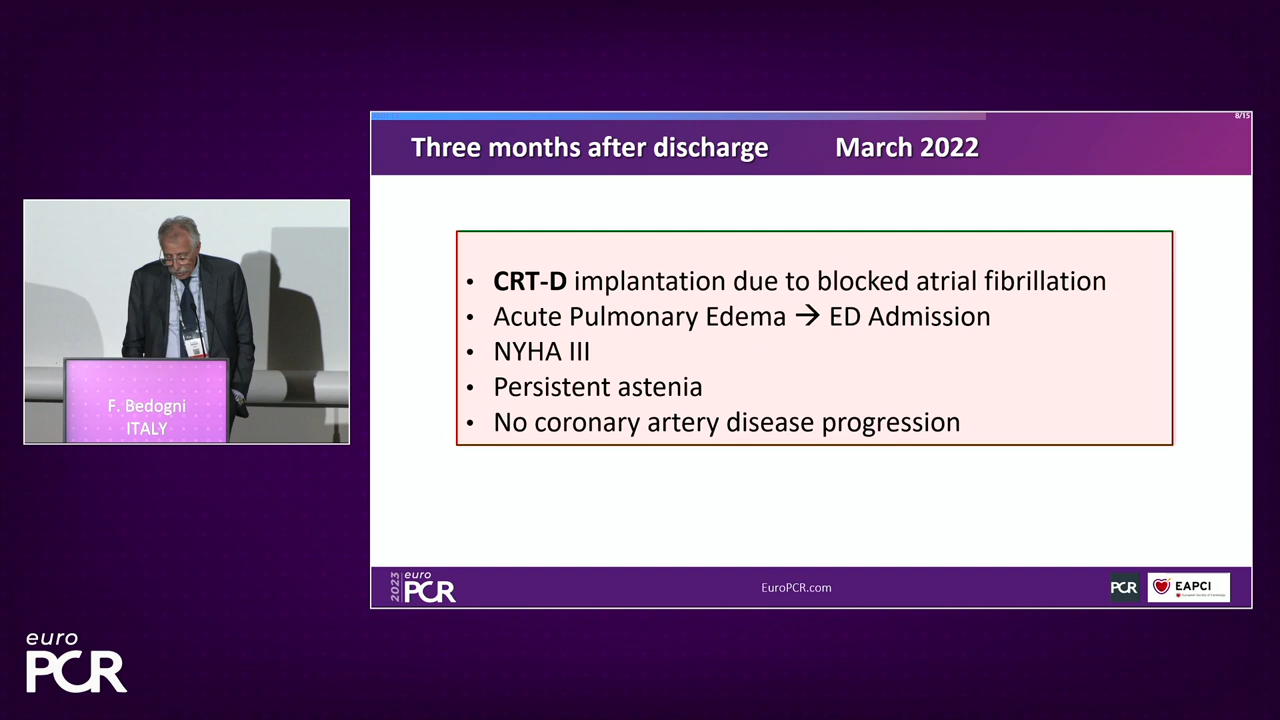 8/15
Three months after discharge March 2022
• CRT-D implantation due to blocked atrial fibrillation
• Acute Pulmonary Edema → ED Admission
• NYHA III
• Persistent astenia
• No coronary artery disease progression
F. Bedogni
ITALY
2023 euro
PCR
EuroPCR.com
PCR
EAPCI
euro
PCR